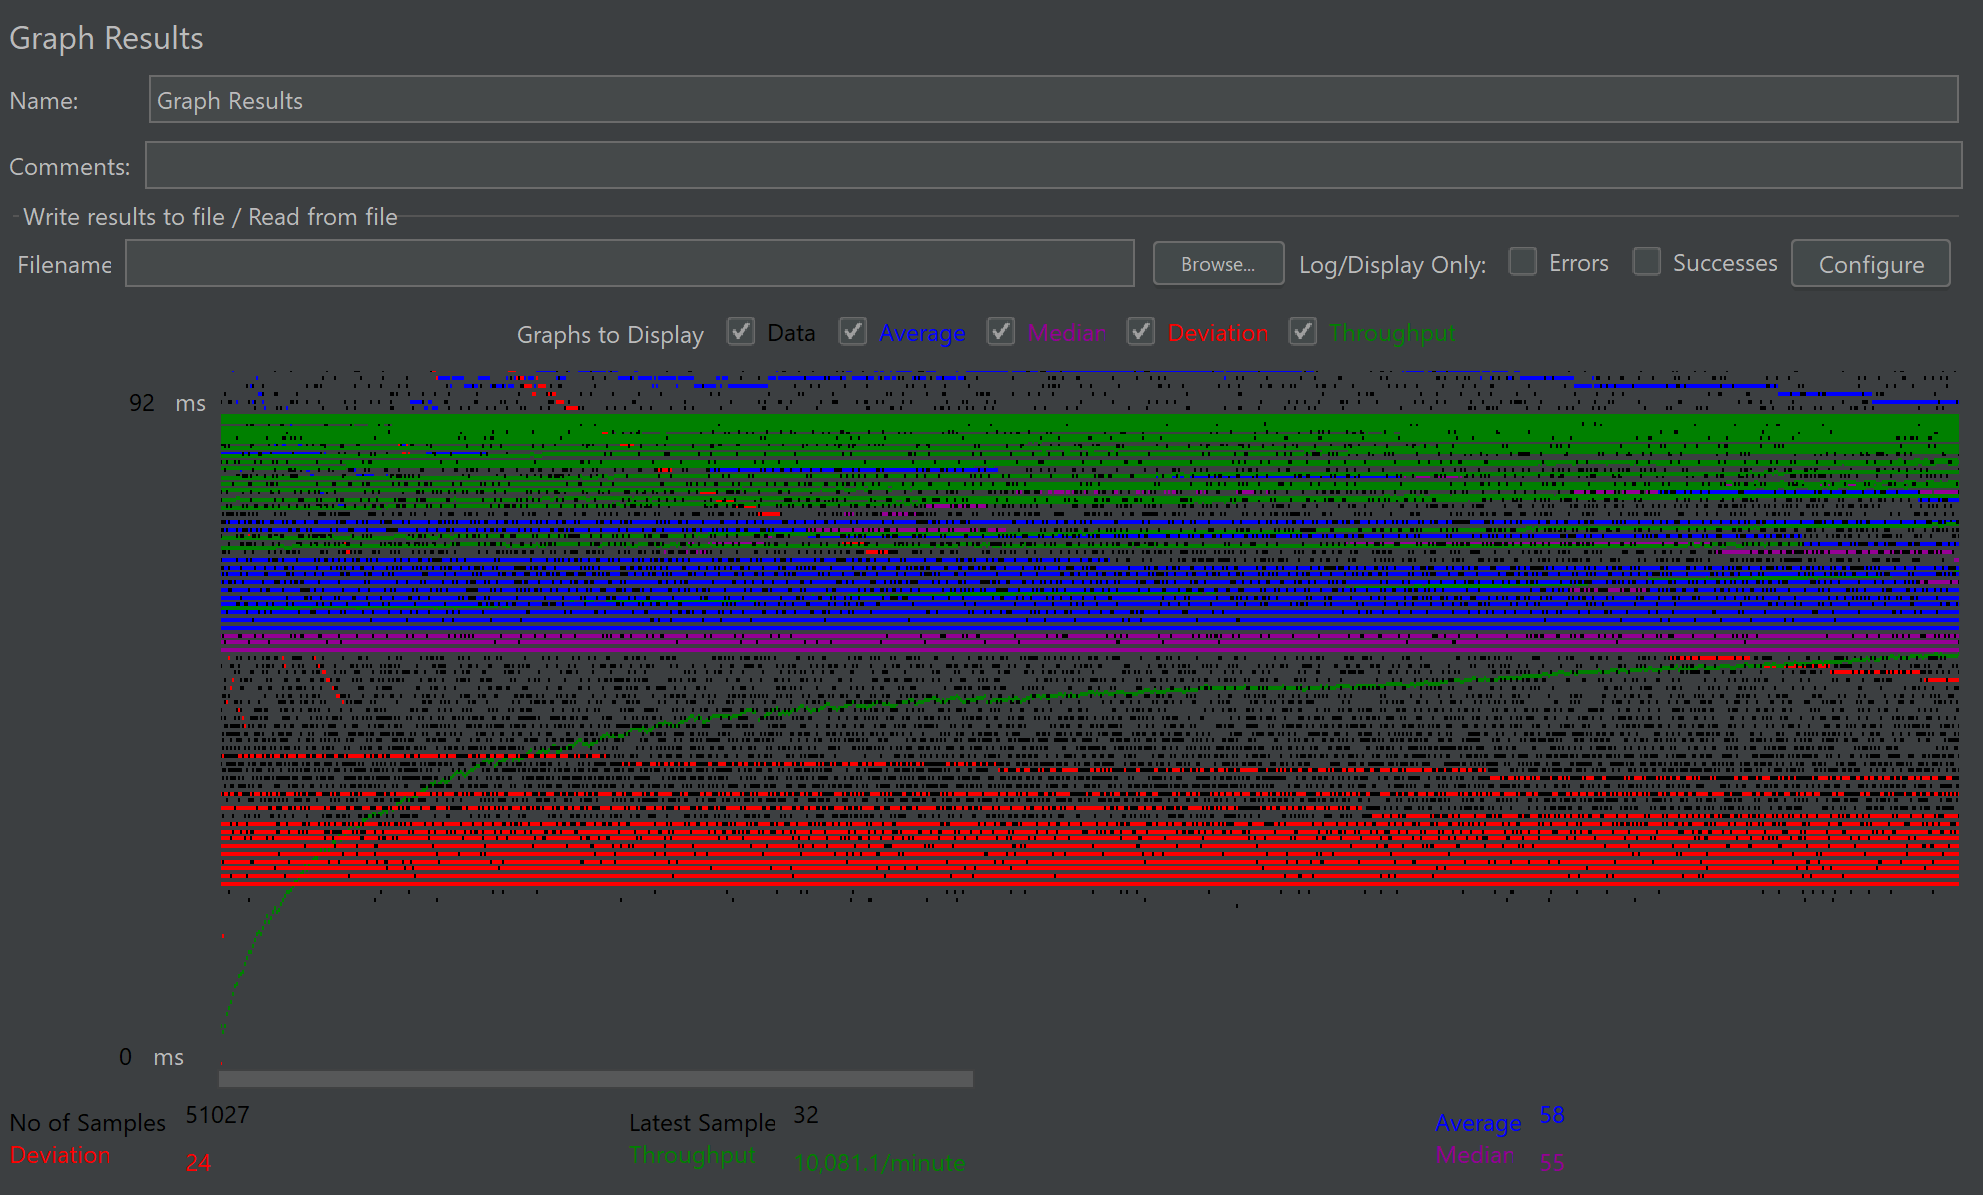 Graph Results
Name: Graph Results
Comments:
Write results to file / Read from file
Filename Browse... Log/Display Only: Errors Successes Configure
Graphs to Display Data Average Median Deviation Throughput
92 ms
0 ms
No of Samples 51027 Latest Sample 32 Average 58
Deviation 24 Throughput 10,081.1/minute Median 55